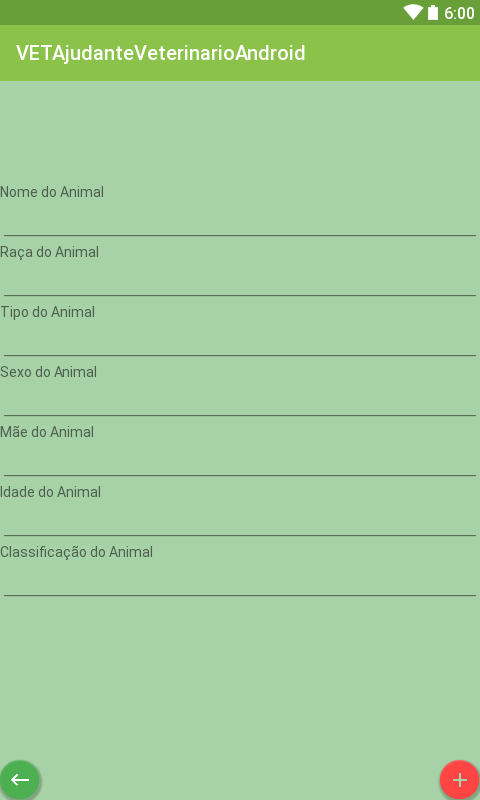 6:00
VETAjudanteVeterinarioAndroid
Nome do Animal
Raça do Animal
Tipo do Animal
Sexo do Animal
Mãe do Animal
Idade do Animal
Classificação do Animal